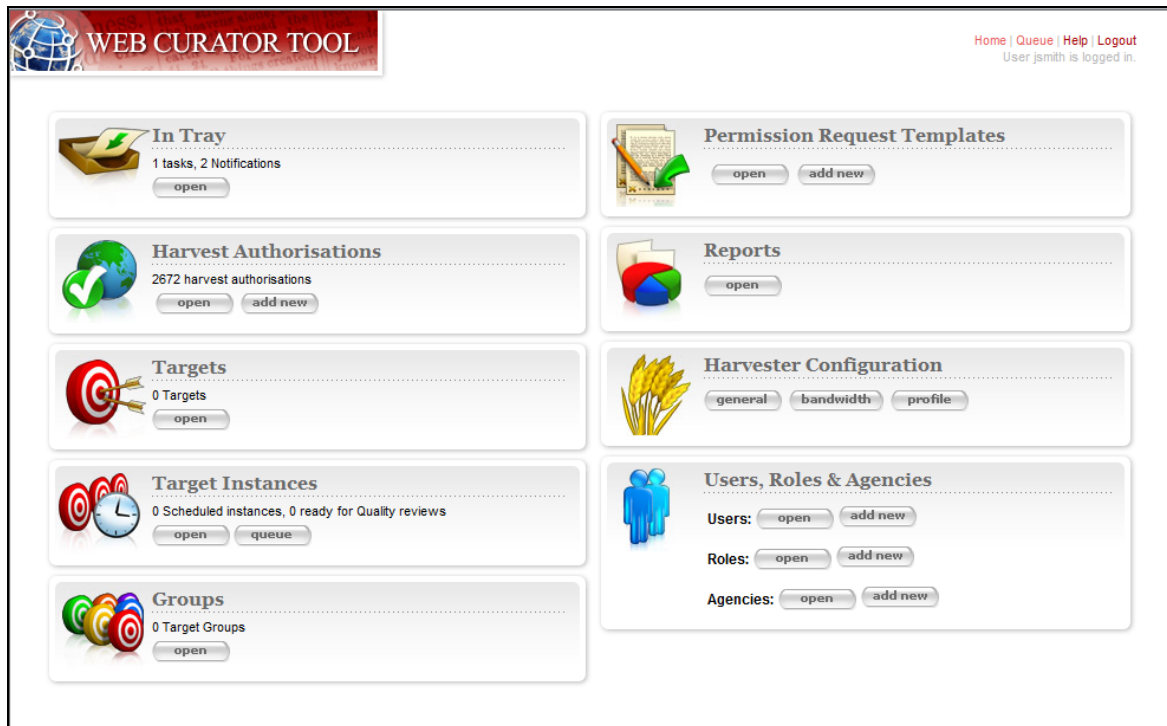 WEB CURATOR TOOL
Home | Queue | Help | Logout
User jsmith is logged in.
In Tray
1 tasks, 2 Notifications
open
Harvest Authorisations
2672 harvest authorisations
open add new
Targets
0 Targets
open
Target Instances
0 Scheduled instances, 0 ready for Quality reviews
open queue
Groups
0 Target Groups
open
Permission Request Templates
open add new
Reports
open
Harvester Configuration
general bandwidth profile
Users, Roles & Agencies
Users: open add new
Roles: open add new
Agencies: open add new